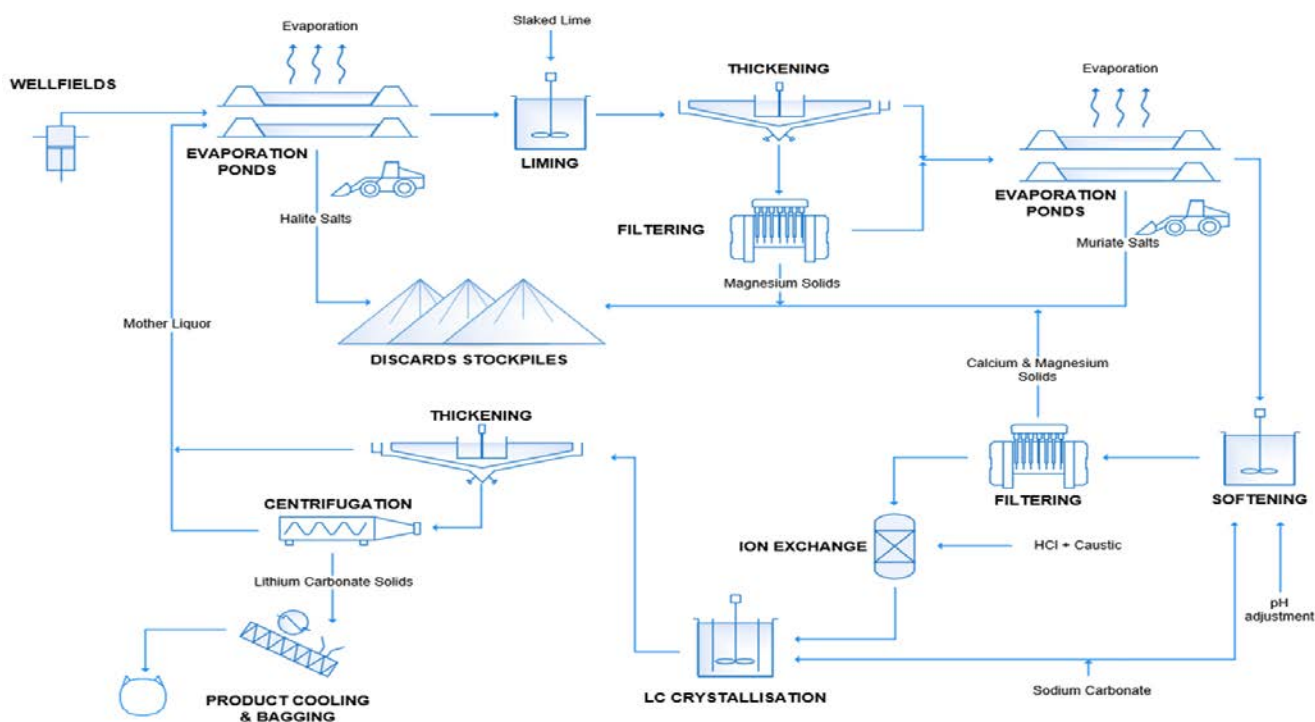 Evaporation
Slaked Lime
WELLFIELDS
THICKENING
Evaporation
EVAPORATION
PONDS
LIMING
EVAPORATION
PONDS
Halite Salts
FILTERING
Muriate Salts
Magnesium Solids
Mother Liquor
DISCARDS STOCKPILES
Calcium & Magnesium
Solids
THICKENING
CENTRIFUGATION
FILTERING
SOFTENING
ION EXCHANGE
HCl + Caustic
Lithium Carbonate Solids
pH
adjustment
LC CRYSTALLISATION
Sodium Carbonate
PRODUCT COOLING
& BAGGING